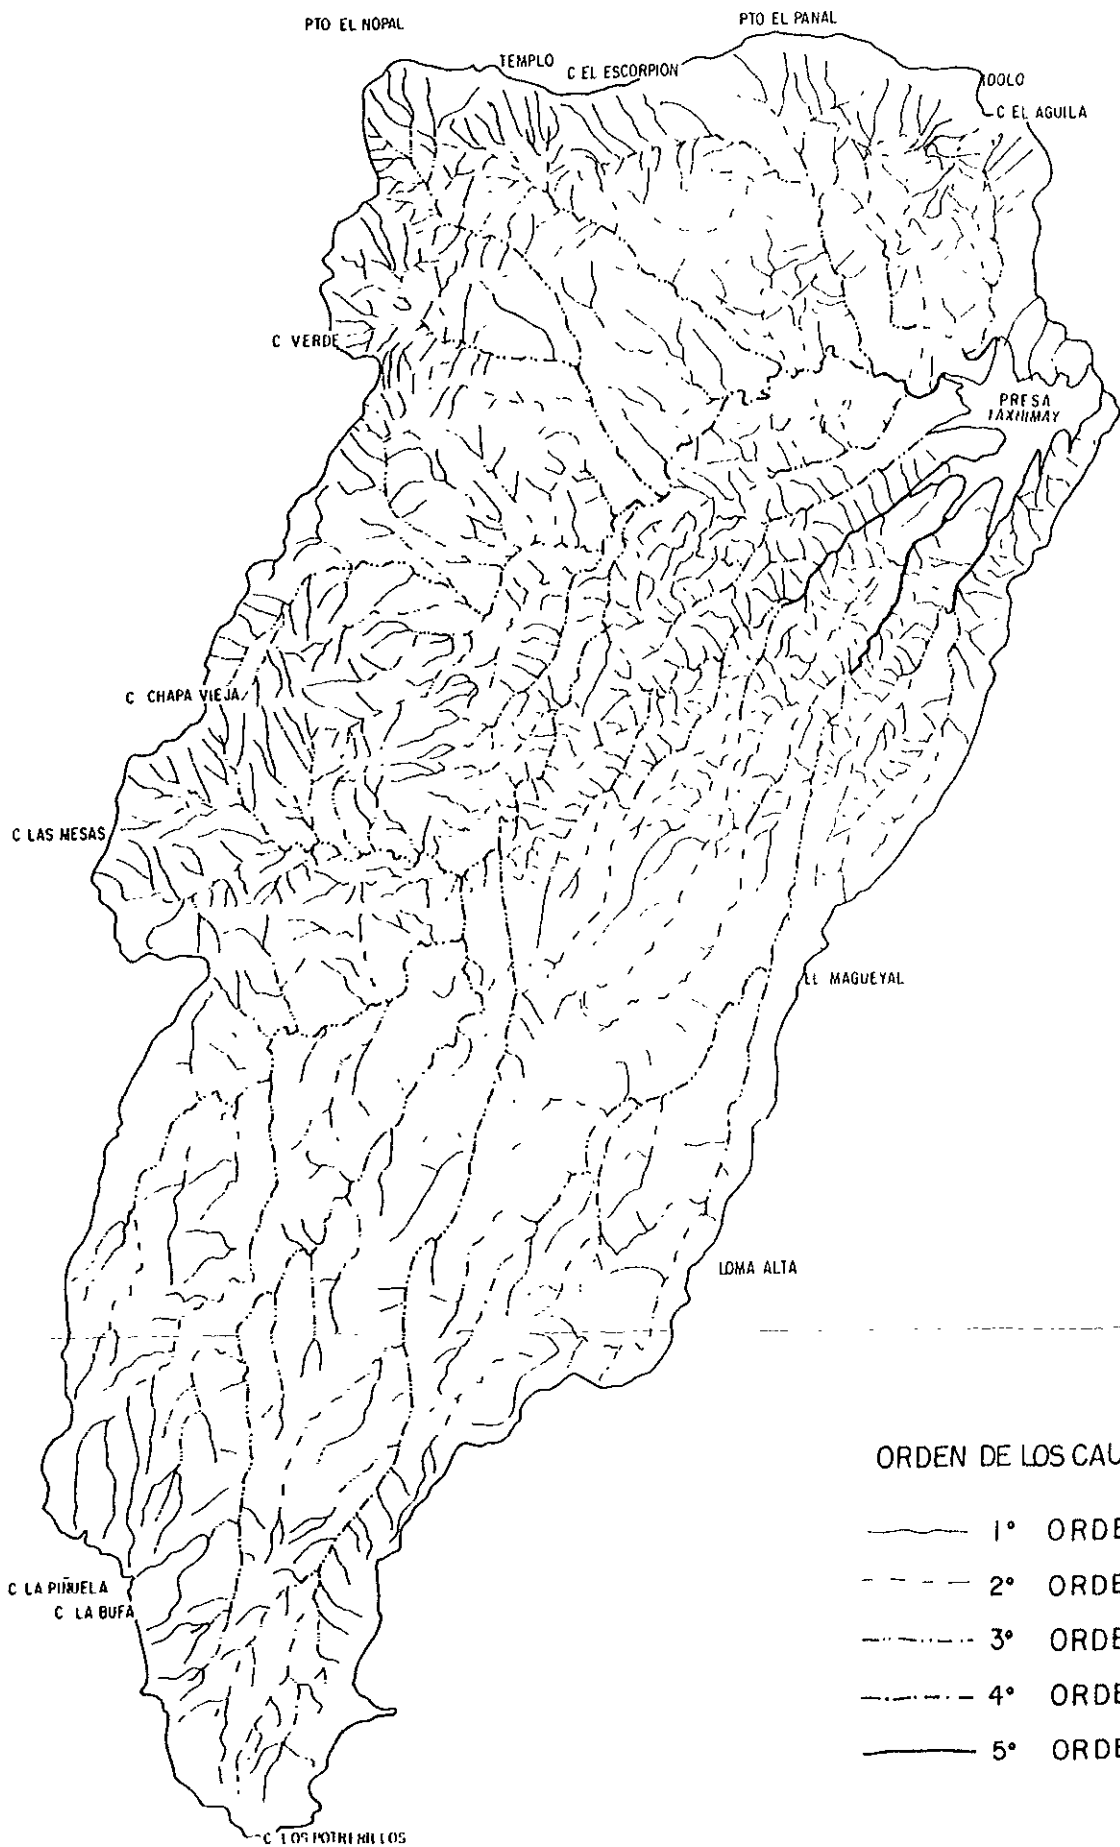 PTO EL NOPAL
PTO EL PANAL
TEMPLO
C EL ESCORPION
IDOLO
C EL AGUILA
C VERDE
PRESA
TAXHIMAY
C CHAPA VIEJA
C LAS MESAS
EL MAGUEYAL
LOMA ALTA
ORDEN DE LOS CAU
1° ORDE
2° ORDE
3° ORDE
4° ORDE
5° ORDE
C LA PIÑUELA
C LA BUFA
C LOS POTRERILLOS